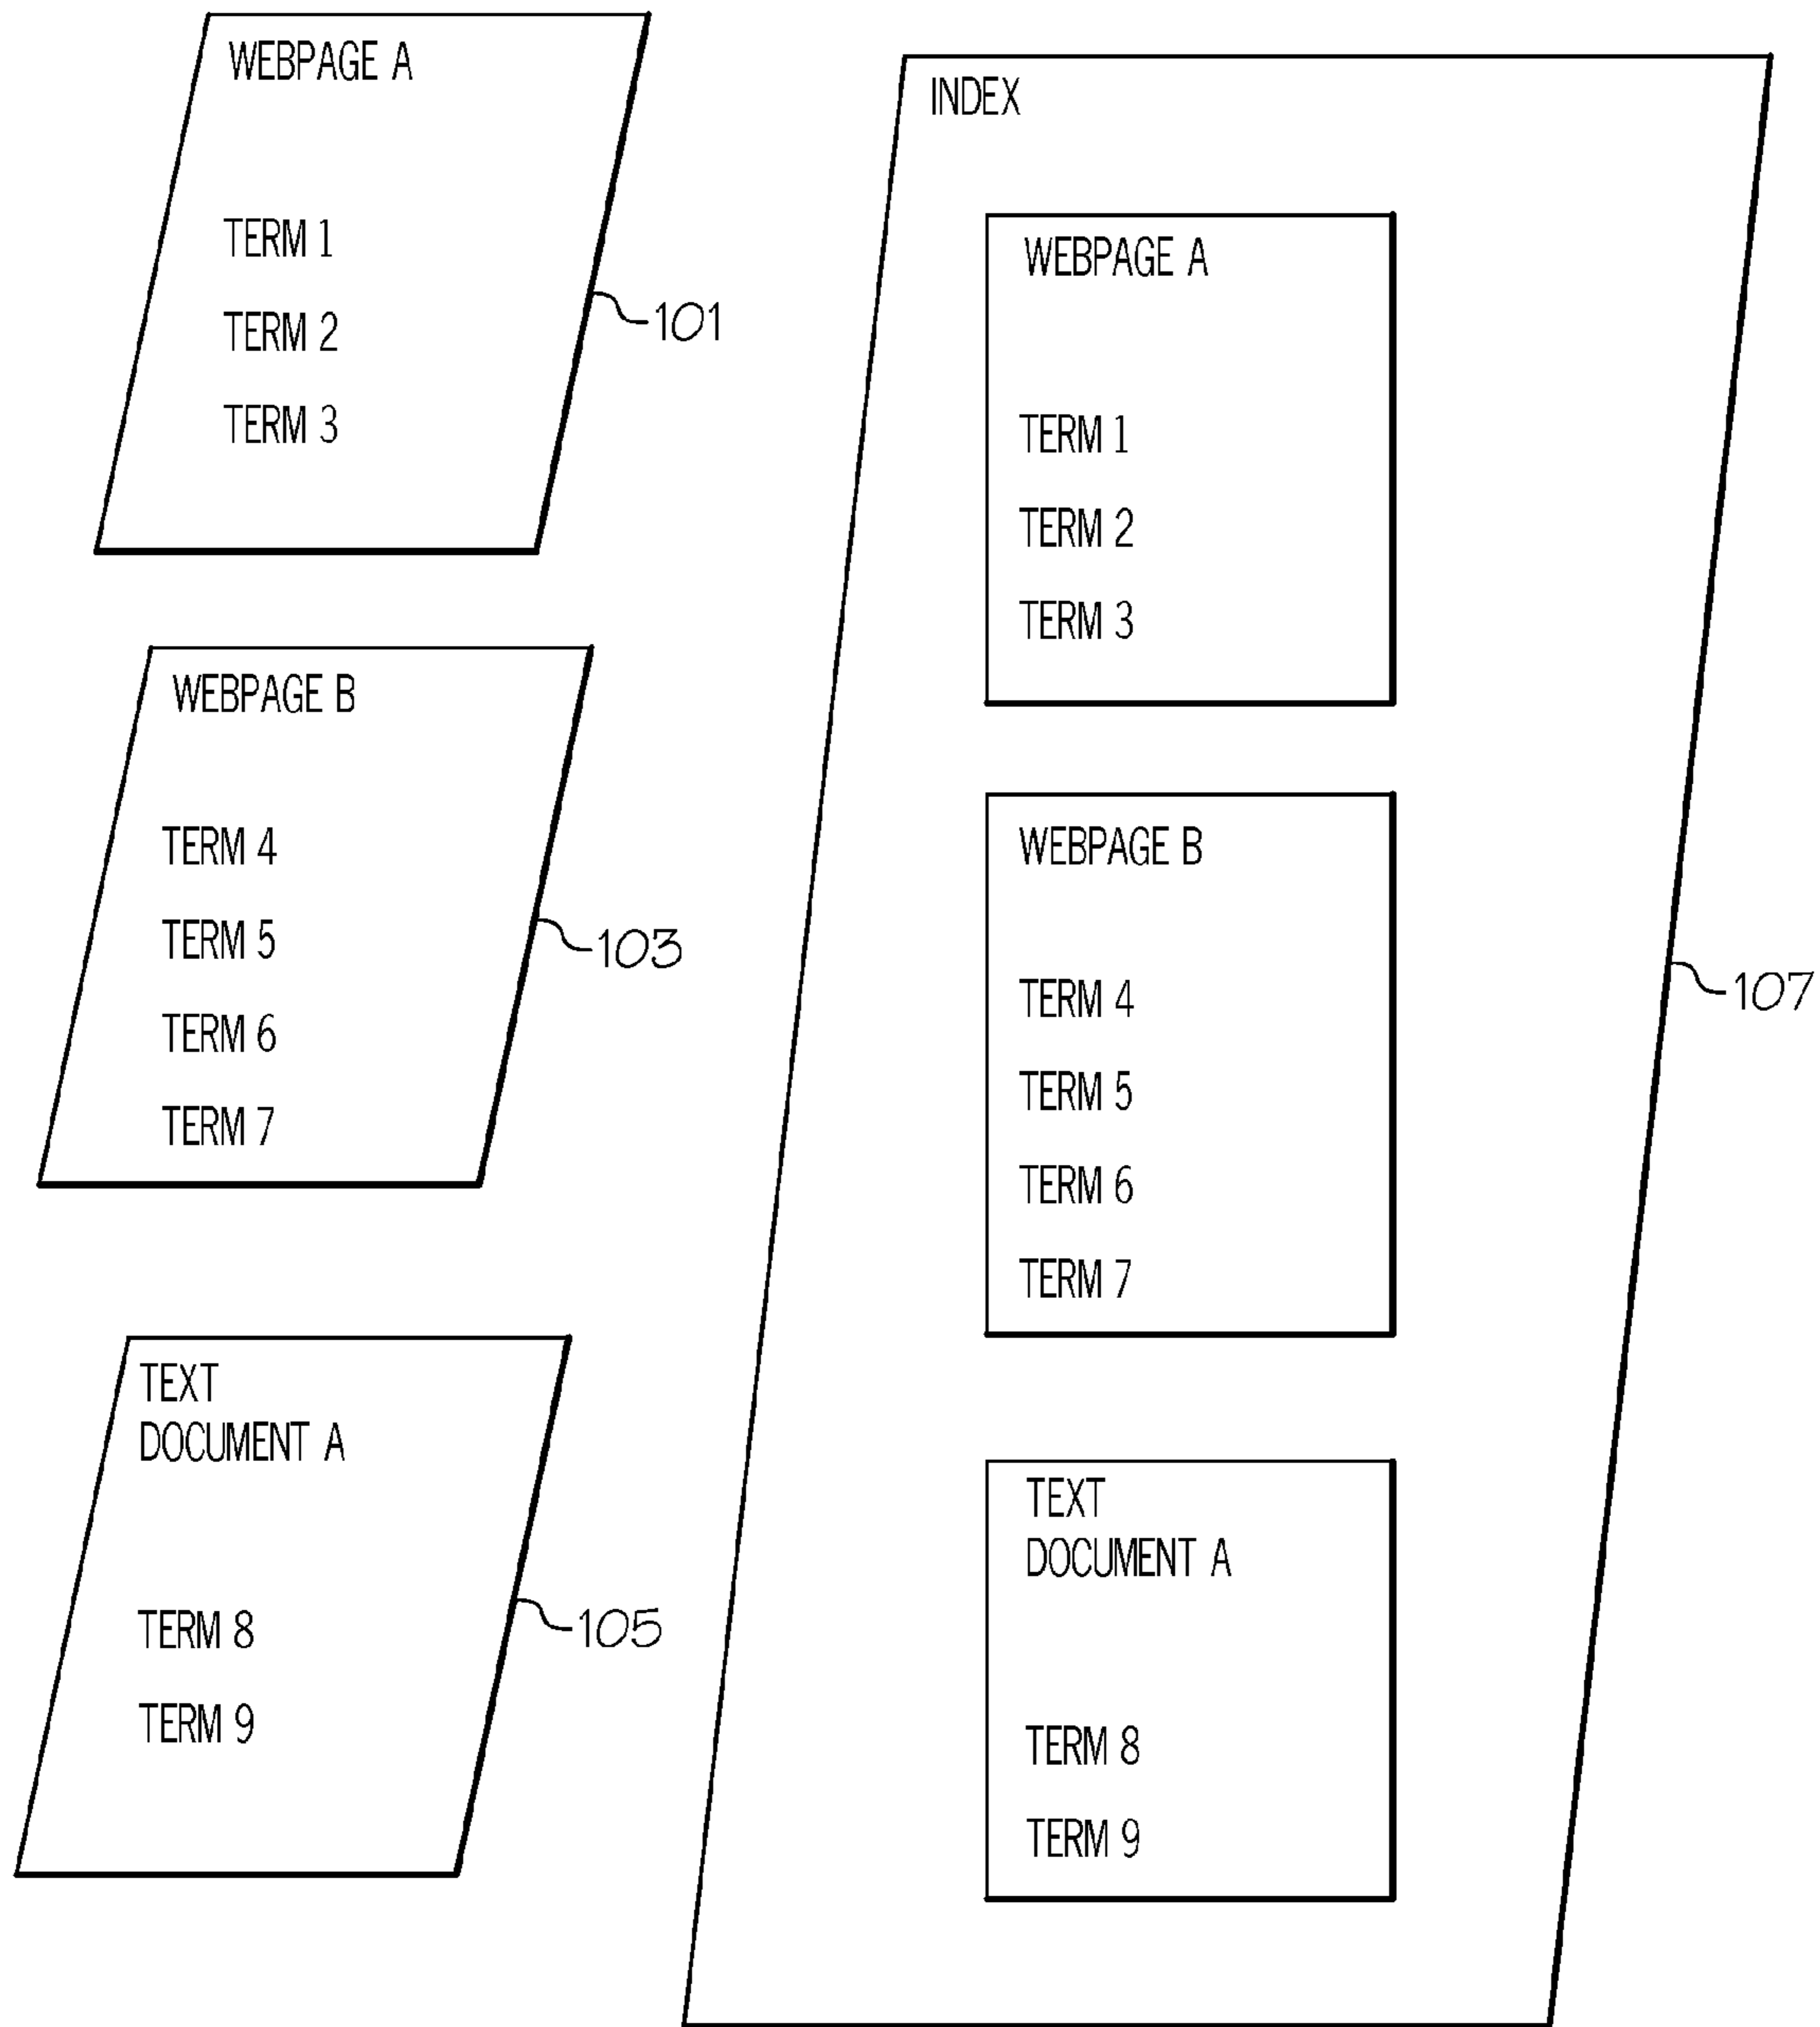 WEBPAGE A
TERM 1
TERM 2
TERM 3
101
WEBPAGE B
TERM 4
TERM 5
TERM 6
TERM 7
103
TEXT
DOCUMENT A
TERM 8
TERM 9
105
INDEX
WEBPAGE A
TERM 1
TERM 2
TERM 3
WEBPAGE B
TERM 4
TERM 5
TERM 6
TERM 7
TEXT
DOCUMENT A
TERM 8
TERM 9
107